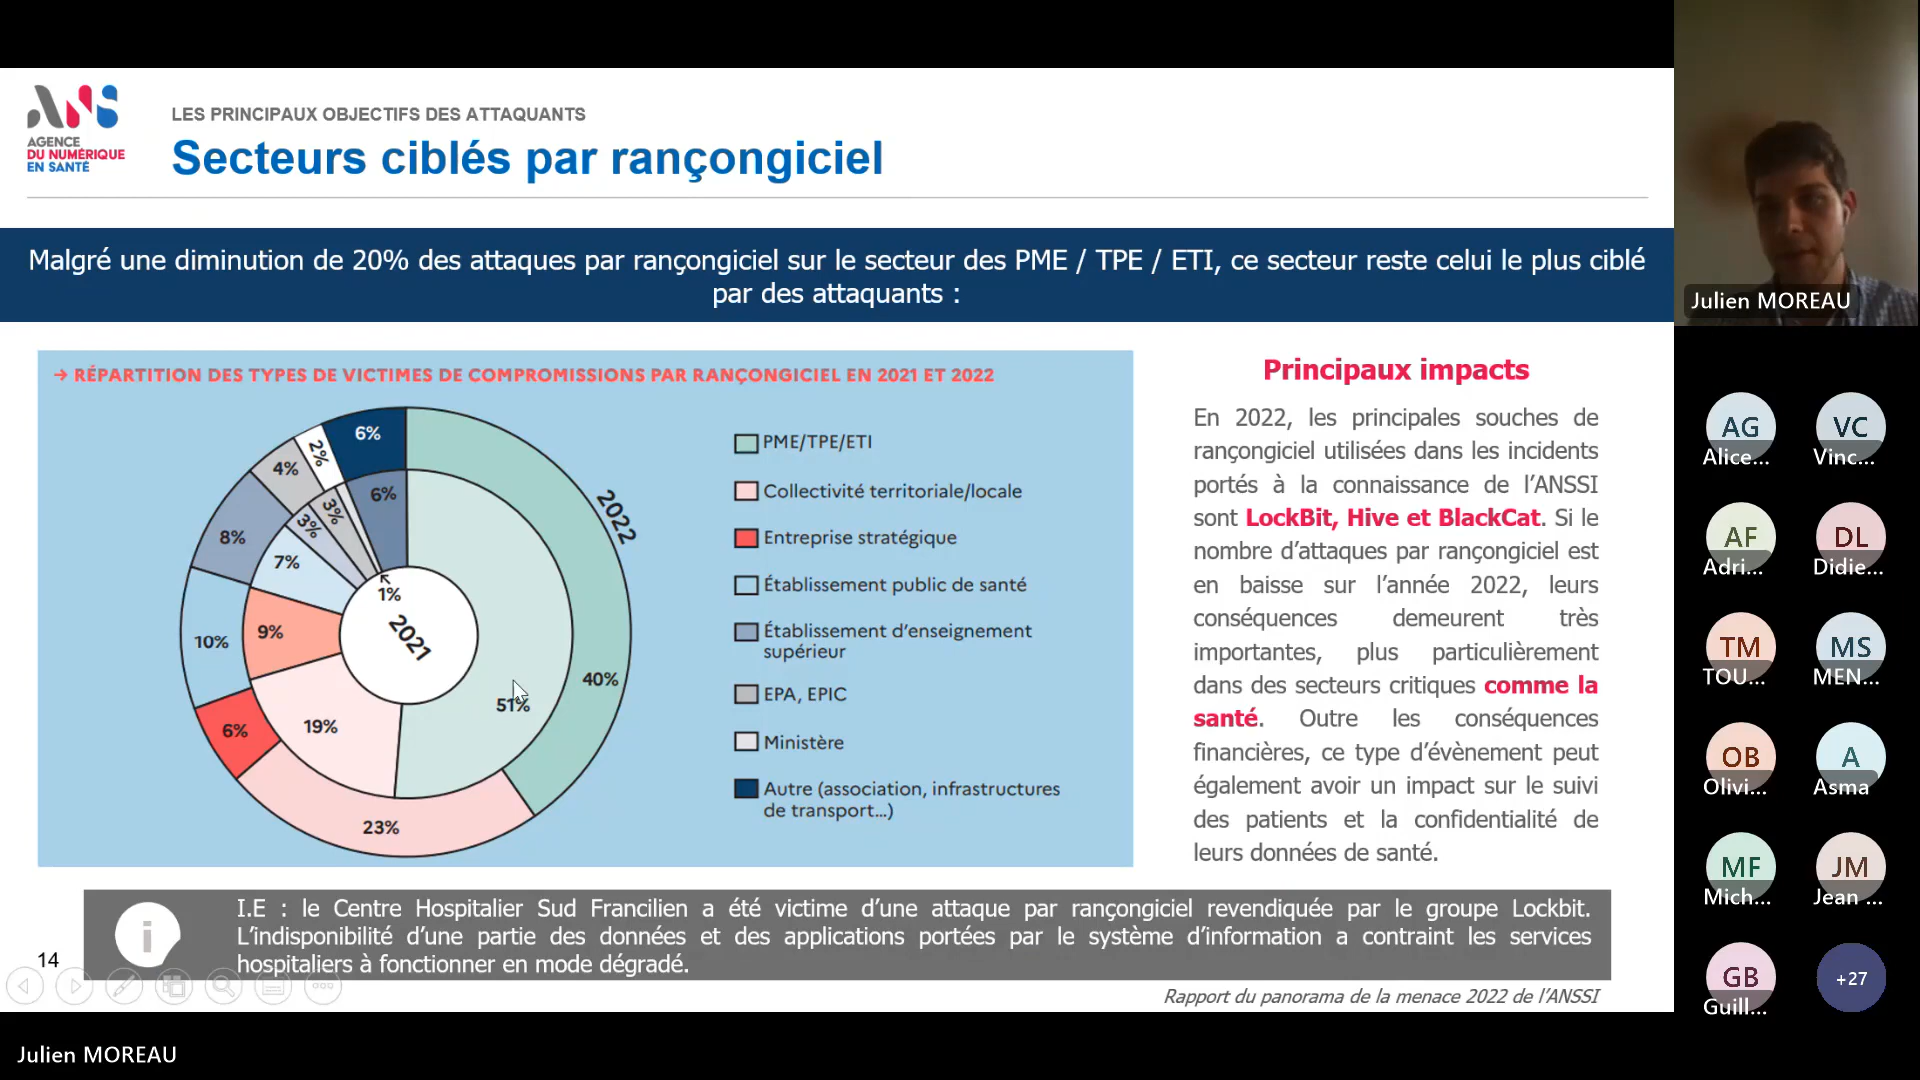 ANS
AGENCE
DU NUMÉRIQUE
EN SANTÉ
LES PRINCIPAUX OBJECTIFS DES ATTAQUANTS
Secteurs ciblés par rançongiciel
Malgré une diminution de 20% des attaques par rançongiciel sur le secteur des PME / TPE / ETI, ce secteur reste celui le plus ciblé
par des attaquants :
→ RÉPARTITION DES TYPES DE VICTIMES DE COMPROMISSIONS PAR RANÇONGICIEL EN 2021 ET 2022
6%
2%
4%
8%
10%
6%
23%
40%
2022
6%
3%
3%
7%
9%
19%
51%
1%
2021
PME/TPE/ETI
Collectivité territoriale/locale
Entreprise stratégique
Établissement public de santé
Établissement d’enseignement
supérieur
EPA, EPIC
Ministère
Autre (association, infrastructures
de transport...)
Principaux impacts
En 2022, les principales souches de
rançongiciel utilisées dans les incidents
portés à la connaissance de l’ANSSI
sont LockBit, Hive et BlackCat. Si le
nombre d’attaques par rançongiciel est
en baisse sur l’année 2022, leurs
conséquences demeurent très
importantes, plus particulièrement
dans des secteurs critiques comme la
santé. Outre les conséquences
financières, ce type d’évènement peut
également avoir un impact sur le suivi
des patients et la confidentialité de
leurs données de santé.
i
I.E : le Centre Hospitalier Sud Francilien a été victime d’une attaque par rançongiciel revendiquée par le groupe Lockbit.
L’indisponibilité d’une partie des données et des applications portées par le système d’information a contraint les services
hospitaliers à fonctionner en mode dégradé.
14
Rapport du panorama de la menace 2022 de l’ANSSI
Julien MOREAU
Julien MOREAU
AG
Alice...
VC
Vinc...
AF
Adri...
DL
Didie...
TM
TOU...
MS
MEN...
OB
Olivi...
A
Asma
MF
Mich...
JM
Jean ...
GB
Guill...
+27